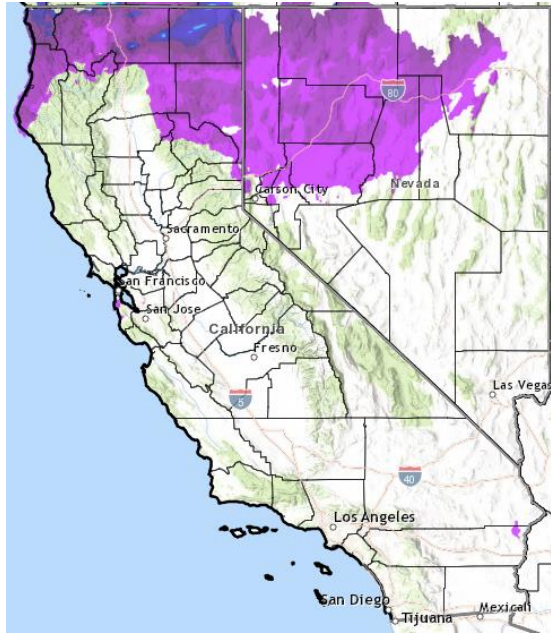 80
Carson City
Nevada
Sacramento
San Francisco
San Jose
California
Fresno
5
Las Vegas
40
Los Angeles
San Diego
Tijuana
Mexicali